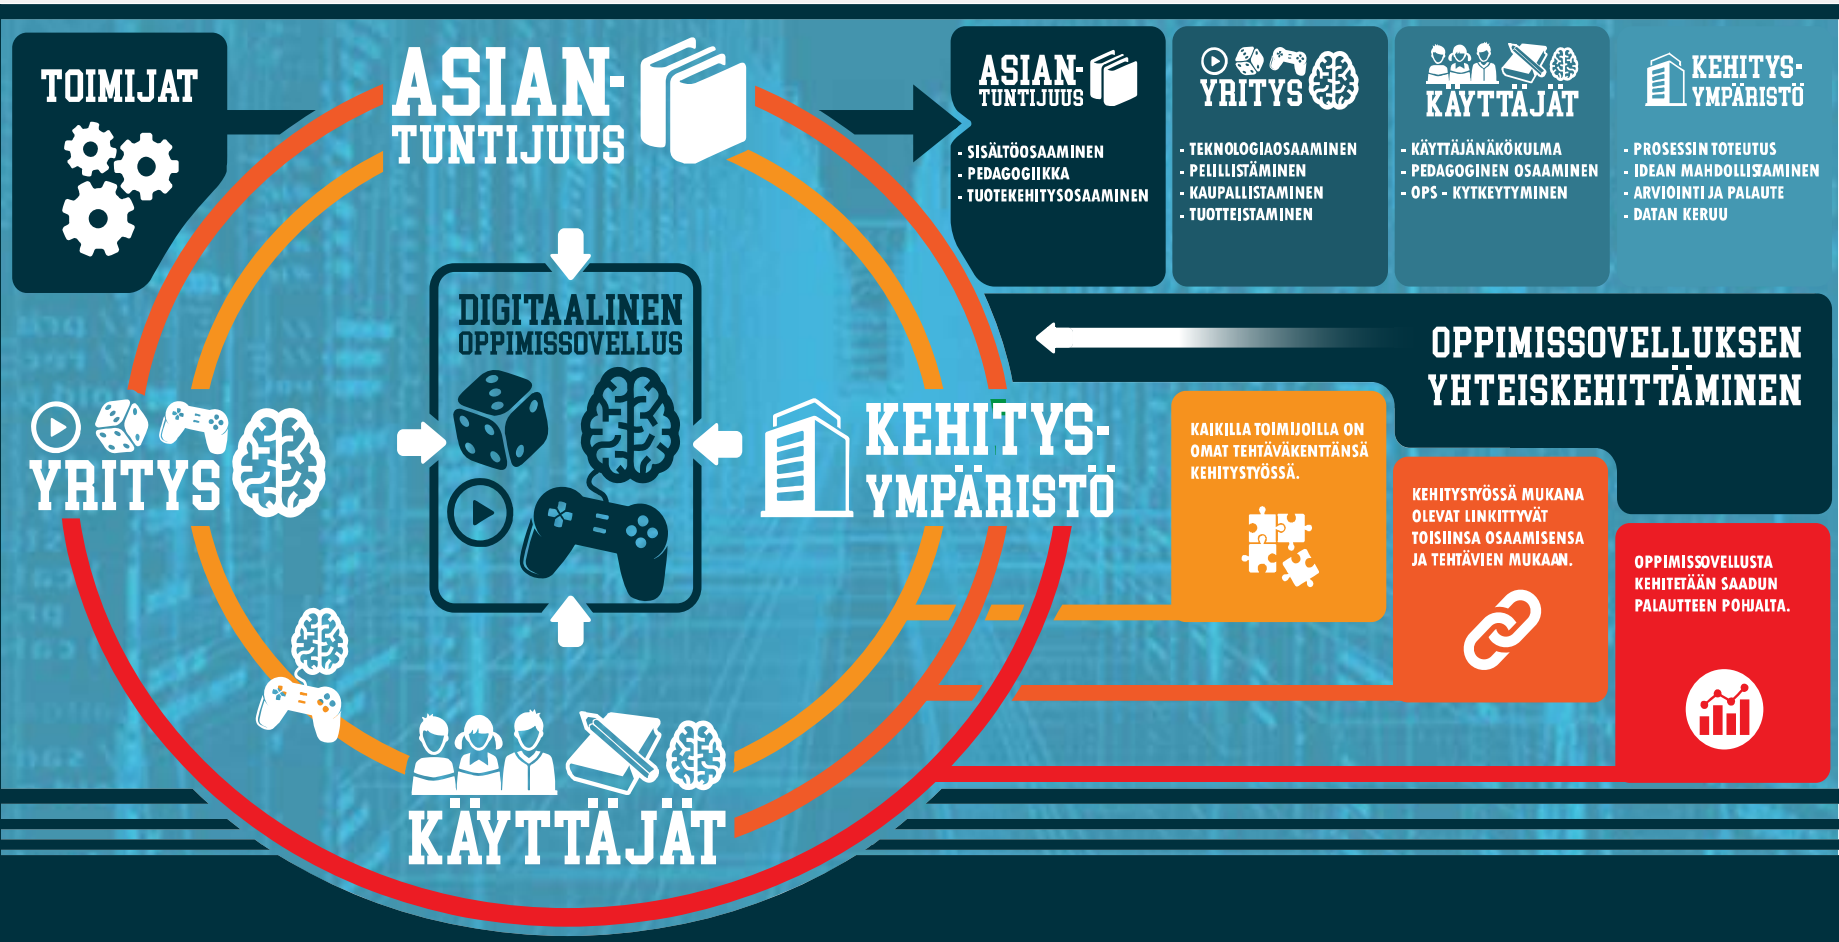 TOIMIJAT
ASIAN-
TUNTIJUUS
DIGITAALINEN
OPPIMISSOVELLUS
YRITYS
KEHITYS-
YMPÄRISTÖ
KÄYTTÄJÄT
ASIAN-
TUNTIJUUS
- SISÄLTÖOSAAMINEN
- PEDAGOGIIKKA
- TUOTEKEHITYSOSAAMINEN
YRITYS
- TEKNOLOGIAOSAAMINEN
- PELILLISTÄMINEN
- KAUPALLISTAMINEN
- TUOTTEISTAMINEN
KÄYTTÄJÄT
- KÄYTTÄJÄNÄKÖKULMA
- PEDAGOGINEN OSAAMINEN
- OPS - KYTKEYTYMINEN
KEHITYS-
YMPÄRISTÖ
- PROSESSIN TOTEUTUS
- IDEAN MAHDOLLISTAMINEN
- ARVIOINTI JA PALAUTE
- DATAN KERUU
OPPIMISSOVELLUKSEN
YHTEISKEHITTÄMINEN
KAIKILLA TOIMIJOILLA ON
OMAT TEHTÄVÄKENTTÄNSÄ
KEHITYSTYÖSSÄ.
KEHITYSTYÖSSÄ MUKANA
OLEVAT LINKITTYVÄT
TOISIINSA OSAAMISENSA
JA TEHTÄVIEN MUKAAN.
OPPIMISSOVELLUSTA
KEHITETÄÄN SAADUN
PALAUTTEEN POHJALTA.